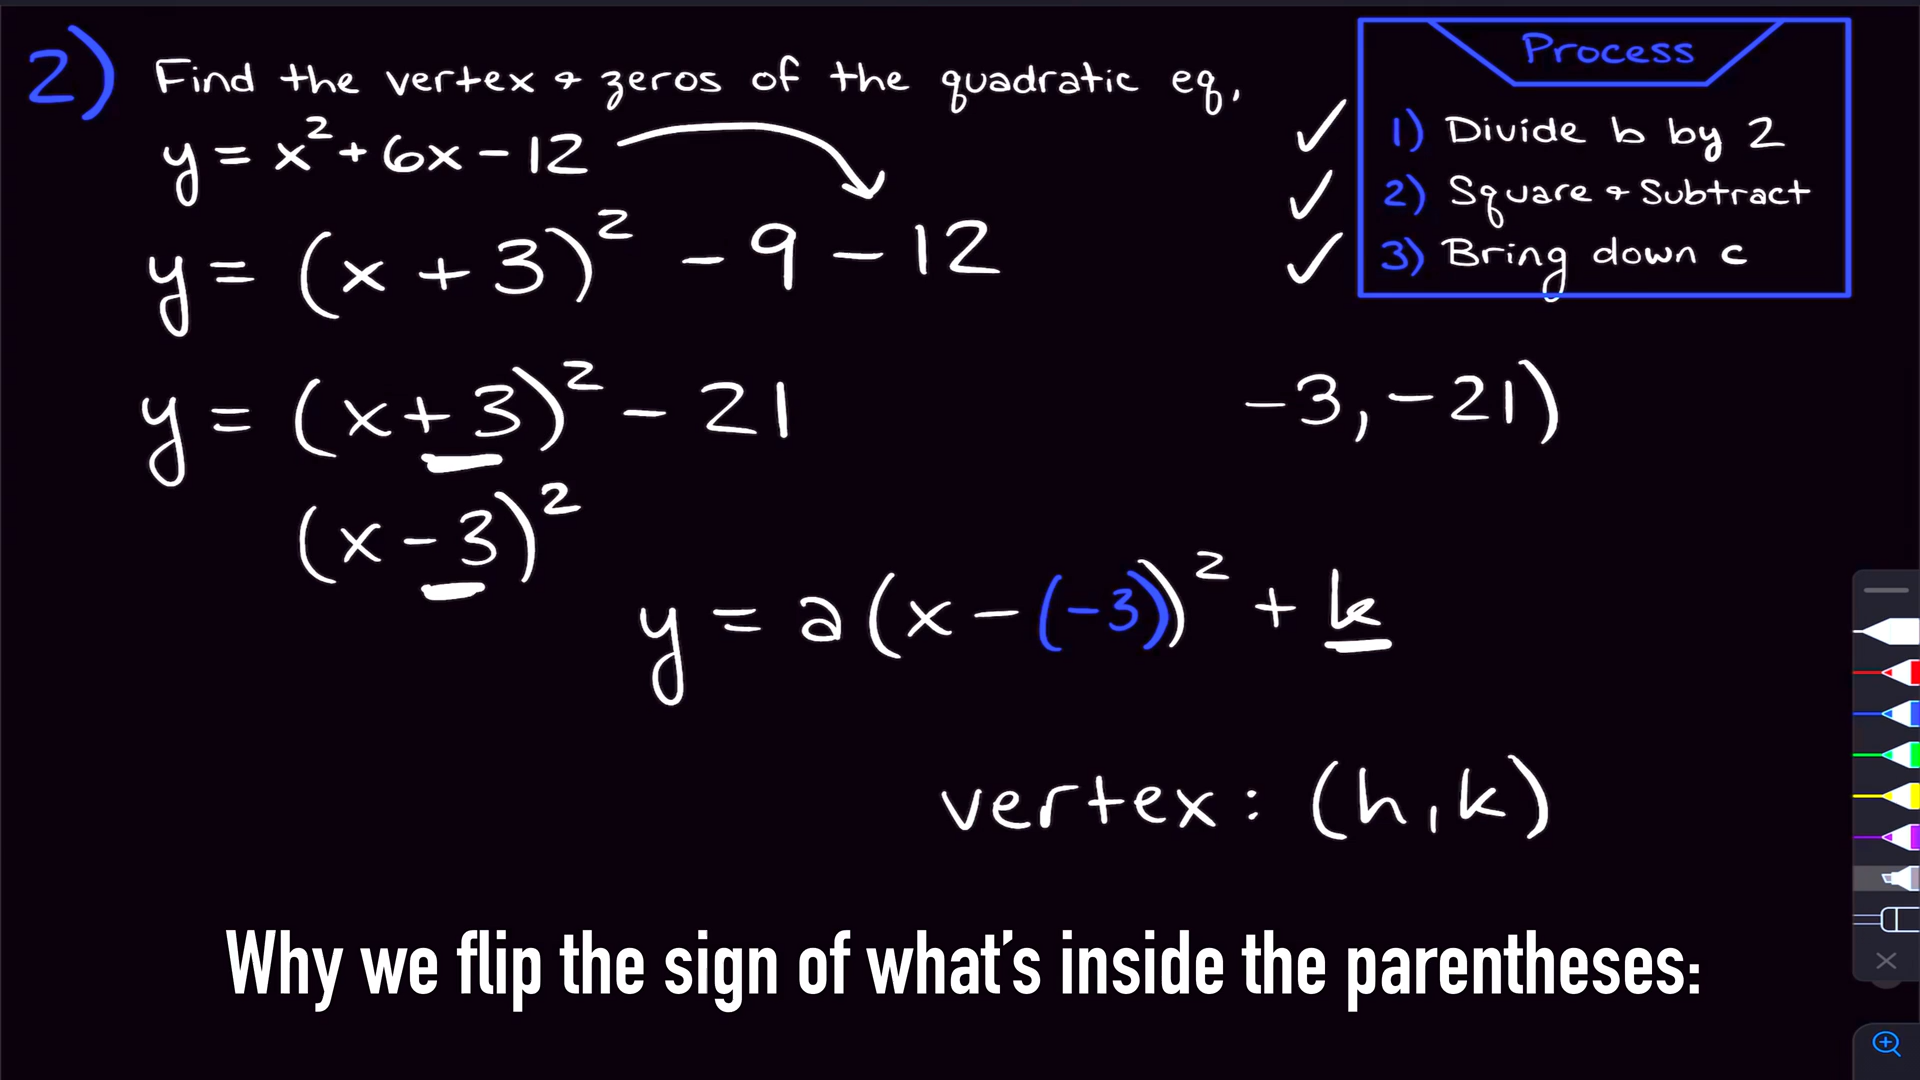 2) Find the vertex & zeros of the quadratic eq.
y = x² + 6x - 12
y = (x + 3)² - 9 - 12
y = (x + 3)² - 21
(x - 3)²
Process
1) Divide b by 2
2) Square & Subtract
3) Bring down c
-3, -21)
y = a(x - (-3))² + k
vertex: (h, k)
Why we flip the sign of what's inside the parentheses: